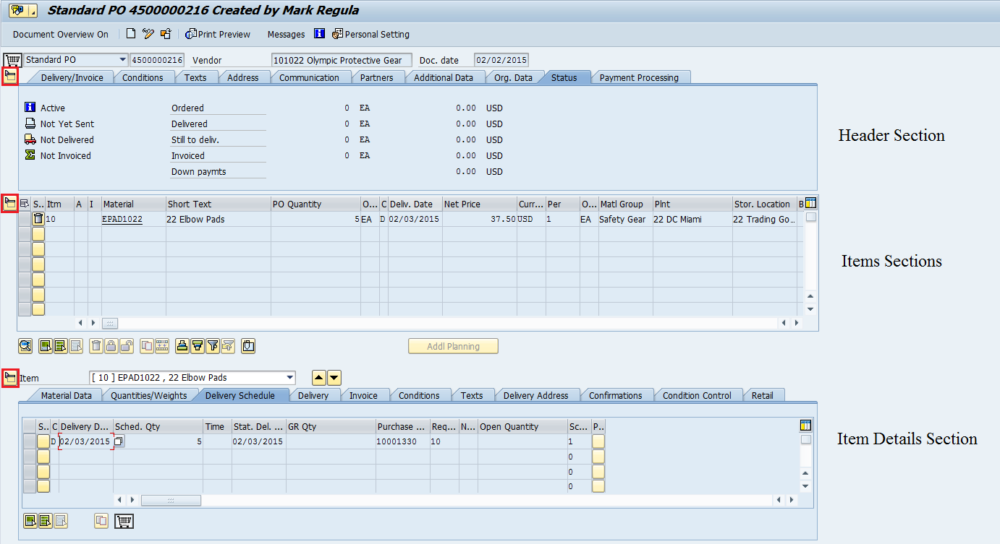 Standard PO 4500000216 Created by Mark Regula
Document Overview On Print Preview Messages Personal Setting
Standard PO 4500000216 Vendor 101022 Olympic Protective Gear Doc. date 02/02/2015
Delivery/Invoice Conditions Texts Address Communication Partners Additional Data Org. Data Status Payment Processing
Active Ordered 0 EA 0.00 USD
Not Yet Sent Delivered 0 EA 0.00 USD
Not Delivered Still to deliv. 0 EA 0.00 USD
Not Invoiced Invoiced 0 EA 0.00 USD
Down paymts 0.00 USD
Header Section
S.. Itm A I Material Short Text PO Quantity O... C Deliv. Date Net Price Curr... Per O... Matl Group Plnt Stor. Location B
10 EPAD1022 22 Elbow Pads 5 EA D 02/03/2015 37.50 USD 1 EA Safety Gear 22 DC Miami 22 Trading Go...
Items Sections
Addl Planning
Item [ 10 ] EPAD1022 , 22 Elbow Pads
Material Data Quantities/Weights Delivery Schedule Delivery Invoice Conditions Texts Delivery Address Confirmations Condition Control Retail
S.. C Delivery D... Sched. Qty Time Stat. Del. ... GR Qty Purchase ... Req... N... Open Quantity Sc... P..
D 02/03/2015 5 02/03/2015 10001330 10 1
0
0
0
Item Details Section